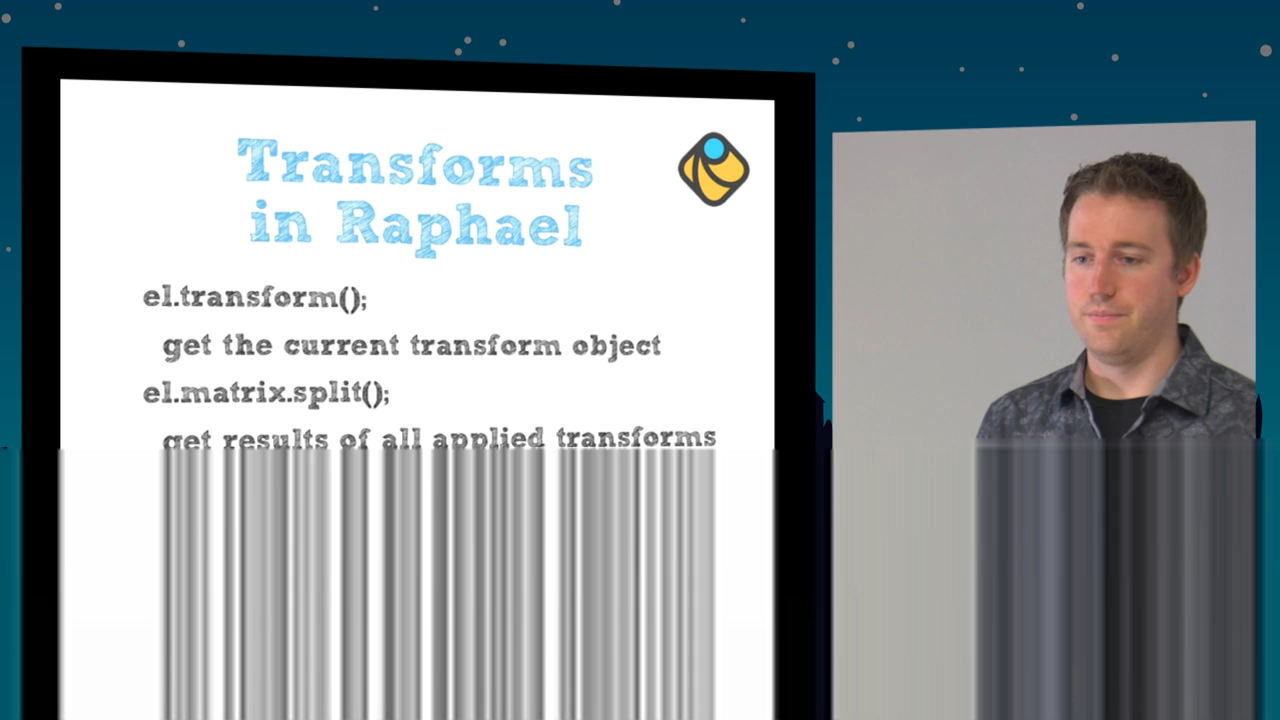 Transforms
in Raphael
el.transform();
get the current transform object
el.matrix.split();
get results of all applied transforms